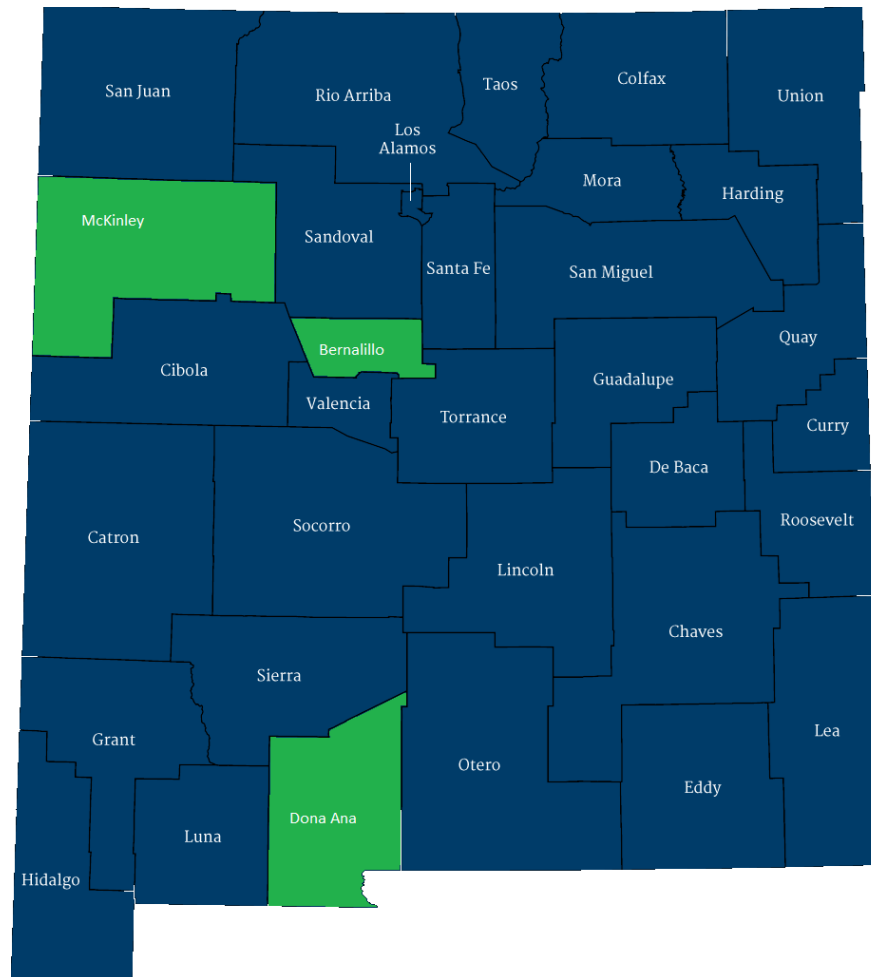 San Juan
Rio Arriba
Taos
Colfax
Union
Los
Alamos
McKinley
Mora
Harding
Sandoval
Santa Fe
San Miguel
Bernalillo
Quay
Cibola
Guadalupe
Valencia
Torrance
Curry
De Baca
Catron
Socorro
Roosevelt
Lincoln
Chaves
Sierra
Grant
Otero
Lea
Eddy
Dona Ana
Luna
Hidalgo